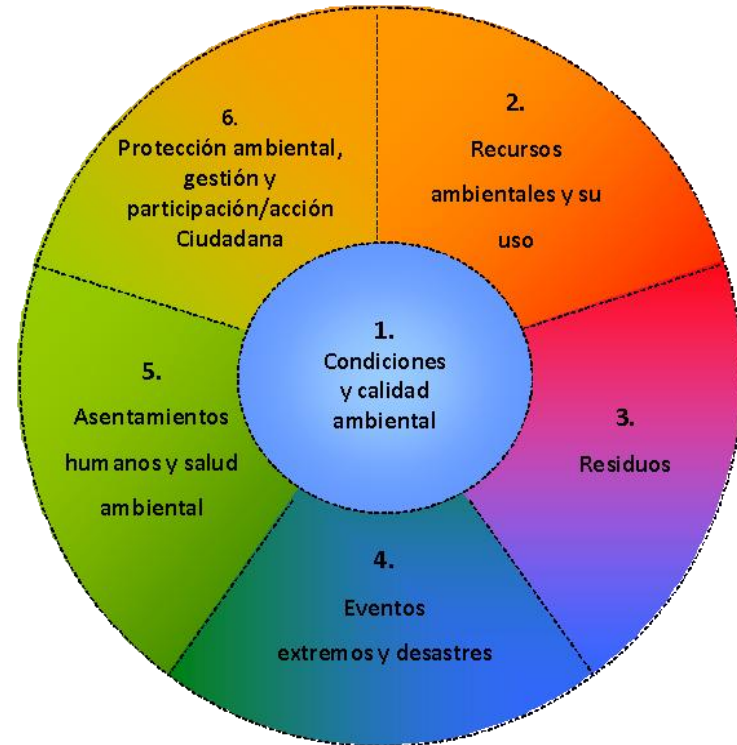 1.
Condiciones
y calidad
ambiental
2.
Recursos
ambientales y su
uso
3.
Residuos
4.
Eventos
extremos y desastres
5.
Asentamientos
humanos y salud
ambiental
6.
Protección ambiental,
gestión y
participación/acción
Ciudadana